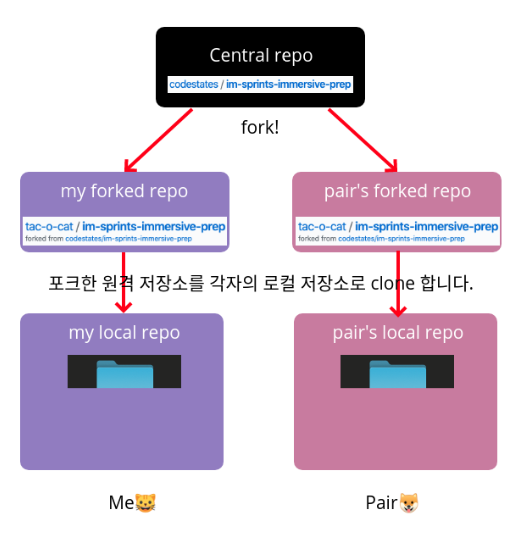 Central repo
codestates / im-sprints-immersive-prep
fork!
my forked repo
pair's forked repo
tac-o-cat / im-sprints-immersive-prep
tac-o-cat / im-sprints-immersive-prep
forked from codestates/im-sprints-immersive-prep
forked from codestates/im-sprints-immersive-prep
포크한 원격 저장소를 각자의 로컬 저장소로 clone 합니다.
my local repo
pair's local repo
Me😺
Pair🐶